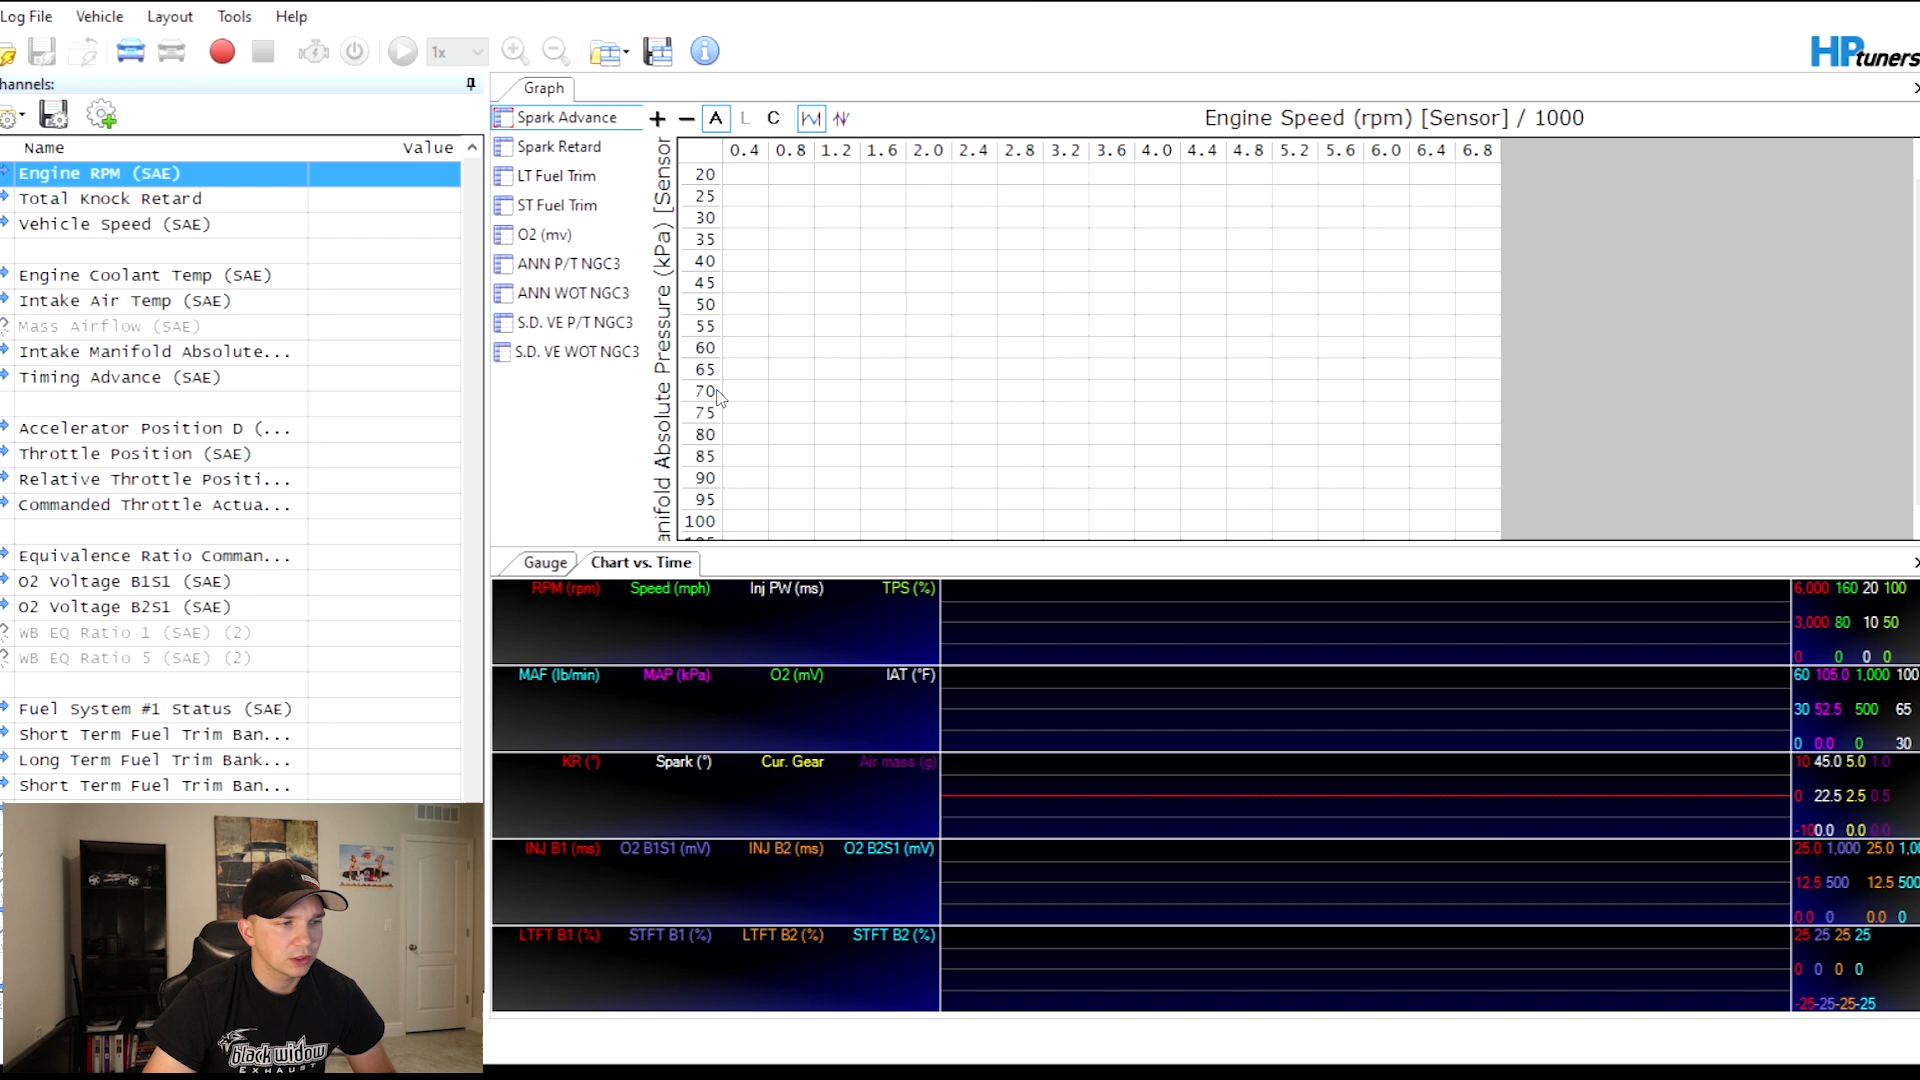 Log File Vehicle Layout Tools Help
1x
HP tuners
hannels:
Name Value
Engine RPM (SAE)
Total Knock Retard
Vehicle Speed (SAE)
Engine Coolant Temp (SAE)
Intake Air Temp (SAE)
Mass Airflow (SAE)
Intake Manifold Absolute...
Timing Advance (SAE)
Accelerator Position D (...
Throttle Position (SAE)
Relative Throttle Positi...
Commanded Throttle Actua...
Equivalence Ratio Comman...
O2 Voltage B1S1 (SAE)
O2 Voltage B2S1 (SAE)
WB EQ Ratio 1 (SAE) (2)
WB EQ Ratio 5 (SAE) (2)
Fuel System #1 Status (SAE)
Short Term Fuel Trim Ban...
Long Term Fuel Trim Bank...
Short Term Fuel Trim Ban...
black widow
EXHAUST
Graph
Spark Advance
Spark Retard
LT Fuel Trim
ST Fuel Trim
O2 (mv)
ANN P/T NGC3
ANN WOT NGC3
S.D. VE P/T NGC3
S.D. VE WOT NGC3
+ - A L C
Engine Speed (rpm) [Sensor] / 1000
anifold Absolute Pressure (kPa) [Sensor
0.4 0.8 1.2 1.6 2.0 2.4 2.8 3.2 3.6 4.0 4.4 4.8 5.2 5.6 6.0 6.4 6.8
20
25
30
35
40
45
50
55
60
65
70
75
80
85
90
95
100
105
Gauge Chart vs. Time
RPM (rpm) Speed (mph) Inj PW (ms) TPS (%)
6,000 160 20 100
3,000 80 10 50
0 0 0 0
MAF (lb/min) MAP (kPa) O2 (mV) IAT (°F)
60 105.0 1,000 100
30 52.5 500 65
0 0.0 0 30
KR (°) Spark (°) Cur. Gear Air mass (g)
10 45.0 5.0 1.0
0 22.5 2.5 0.5
-10 0.0 0.0 0.0
INJ B1 (ms) O2 B1S1 (mV) INJ B2 (ms) O2 B2S1 (mV)
25.0 1,000 25.0 1,00
12.5 500 12.5 500
0.0 0 0.0 0
LTFT B1 (%) STFT B1 (%) LTFT B2 (%) STFT B2 (%)
25 25 25 25
0 0 0 0
-25 -25 -25 -25